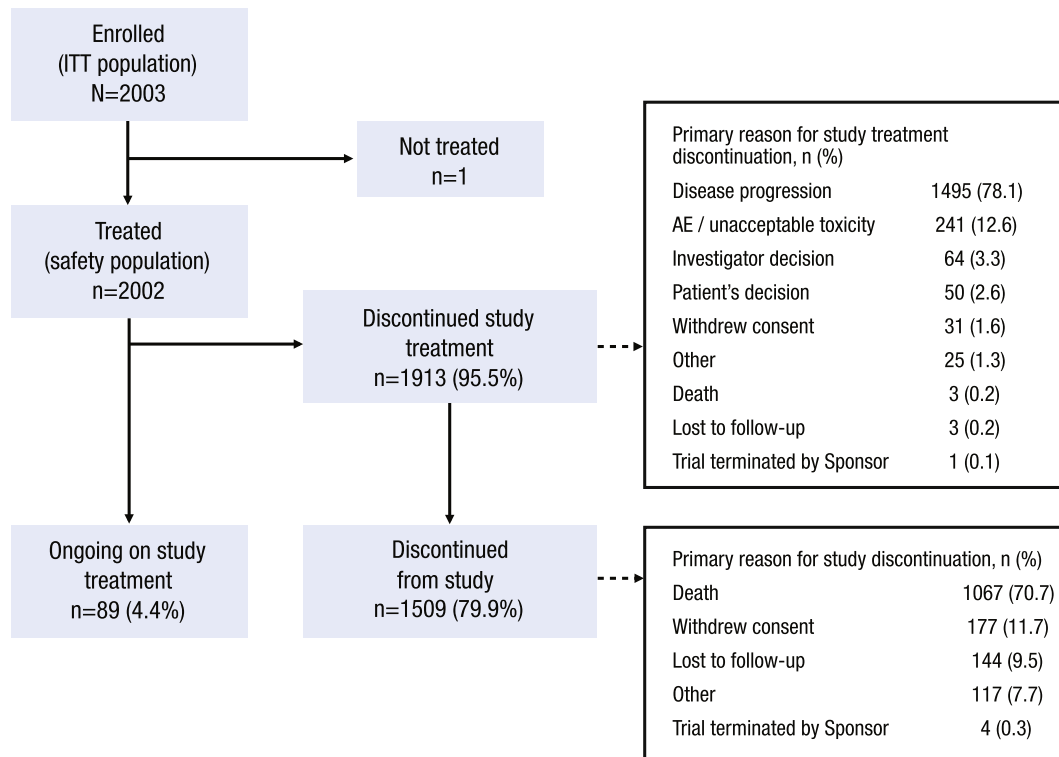 Enrolled
(ITT population)
N=2003
Not treated
n=1
Treated
(safety population)
n=2002
Discontinued study
treatment
n=1913 (95.5%)
Primary reason for study treatment
discontinuation, n (%)
Disease progression 1495 (78.1)
AE / unacceptable toxicity 241 (12.6)
Investigator decision 64 (3.3)
Patient's decision 50 (2.6)
Withdrew consent 31 (1.6)
Other 25 (1.3)
Death 3 (0.2)
Lost to follow-up 3 (0.2)
Trial terminated by Sponsor 1 (0.1)
Ongoing on study
treatment
n=89 (4.4%)
Discontinued
from study
n=1509 (79.9%)
Primary reason for study discontinuation, n (%)
Death 1067 (70.7)
Withdrew consent 177 (11.7)
Lost to follow-up 144 (9.5)
Other 117 (7.7)
Trial terminated by Sponsor 4 (0.3)